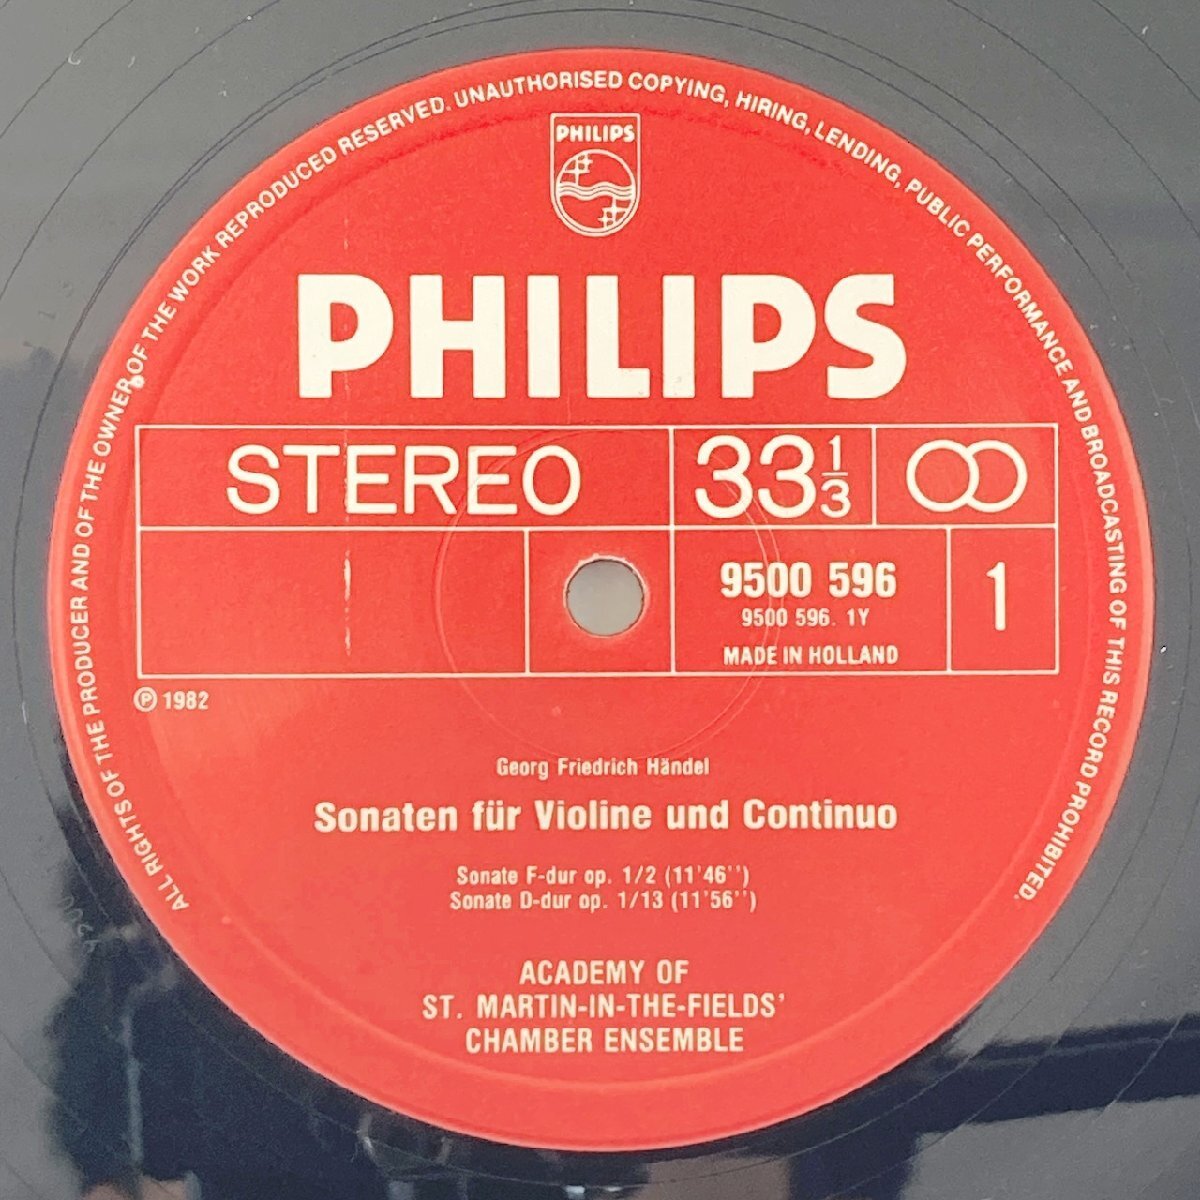 ALL RIGHTS OF THE PRODUCER AND OF THE OWNER OF THE WORK REPRODUCED RESERVED. UNAUTHORISED COPYING, HIRING, LENDING, PUBLIC PERFORMANCE AND BROADCASTING OF THIS RECORD PROHIBITED.
PHILIPS
PHILIPS
STEREO 33 1/3
9500 596 1
9500 596. 1Y
MADE IN HOLLAND
Ⓟ 1982
Georg Friedrich Händel
Sonaten für Violine und Continuo
Sonate F-dur op. 1/2 (11'46'')
Sonate D-dur op. 1/13 (11'56'')
ACADEMY OF
ST. MARTIN-IN-THE-FIELDS'
CHAMBER ENSEMBLE